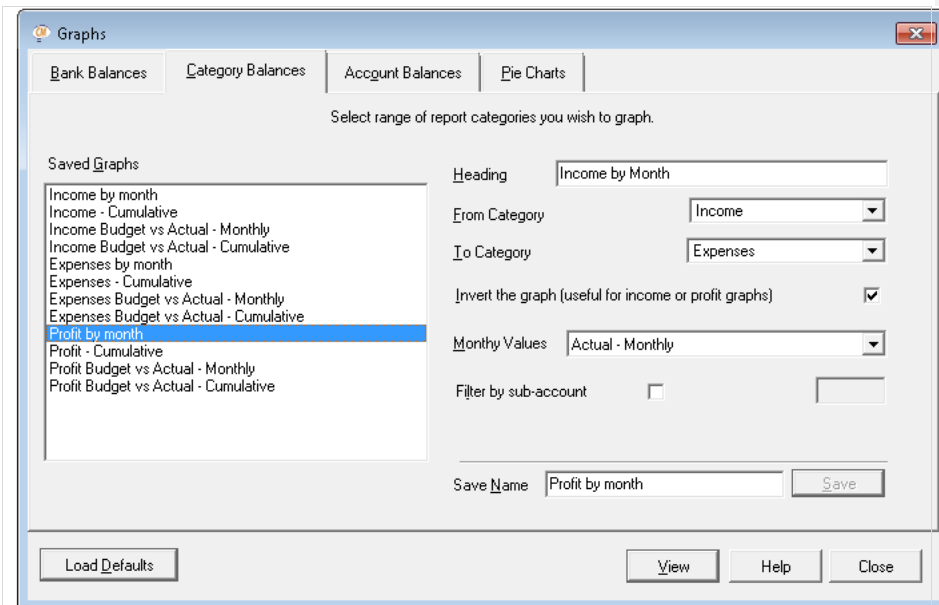 Graphs
Bank Balances
Category Balances
Account Balances
Pie Charts
Select range of report categories you wish to graph.
Saved Graphs
Income by month
Income - Cumulative
Income Budget vs Actual - Monthly
Income Budget vs Actual - Cumulative
Expenses by month
Expenses - Cumulative
Expenses Budget vs Actual - Monthly
Expenses Budget vs Actual - Cumulative
Profit by month
Profit - Cumulative
Profit Budget vs Actual - Monthly
Profit Budget vs Actual - Cumulative
Heading Income by Month
From Category Income
To Category Expenses
Invert the graph (useful for income or profit graphs)
Monthy Values Actual - Monthly
Filter by sub-account
Save Name Profit by month Save
Load Defaults View Help Close